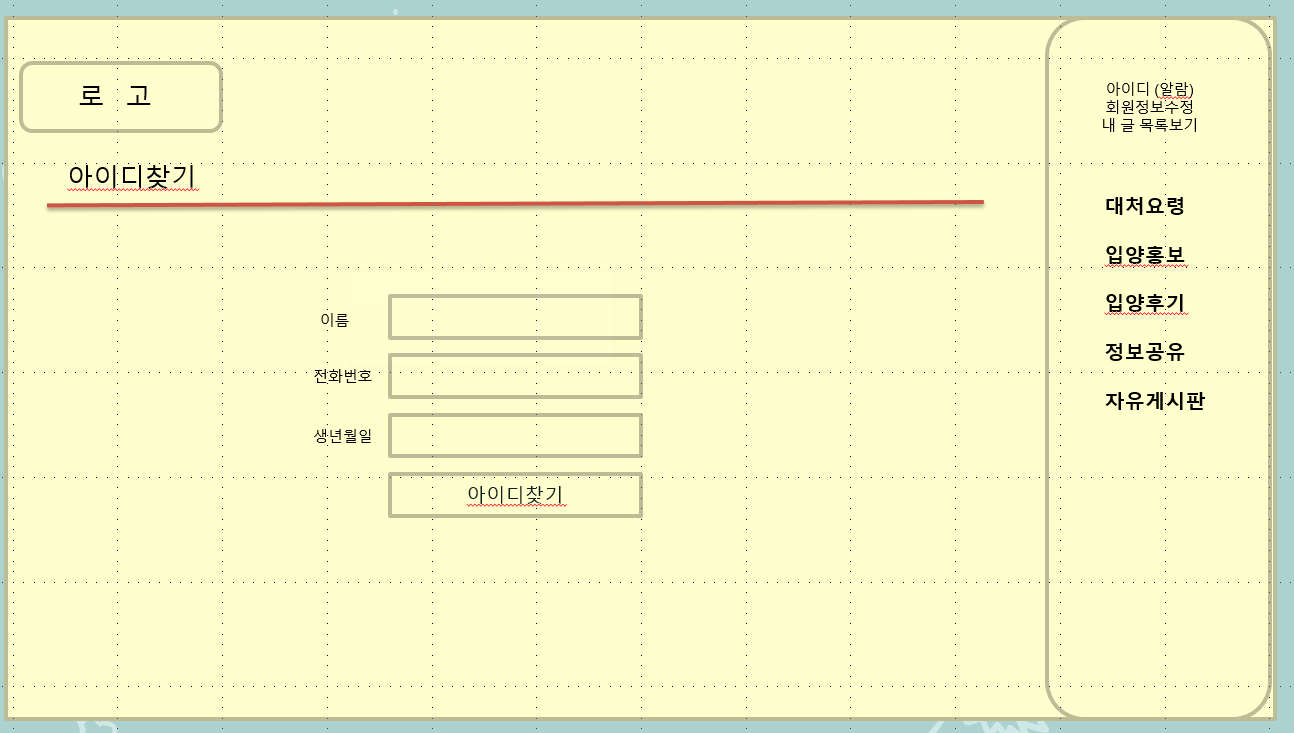 로 고
아이디찾기
이름
전화번호
생년월일
아이디찾기
아이디 (알람)
회원정보수정
내 글 목록보기
대처요령
입양홍보
입양후기
정보공유
자유게시판